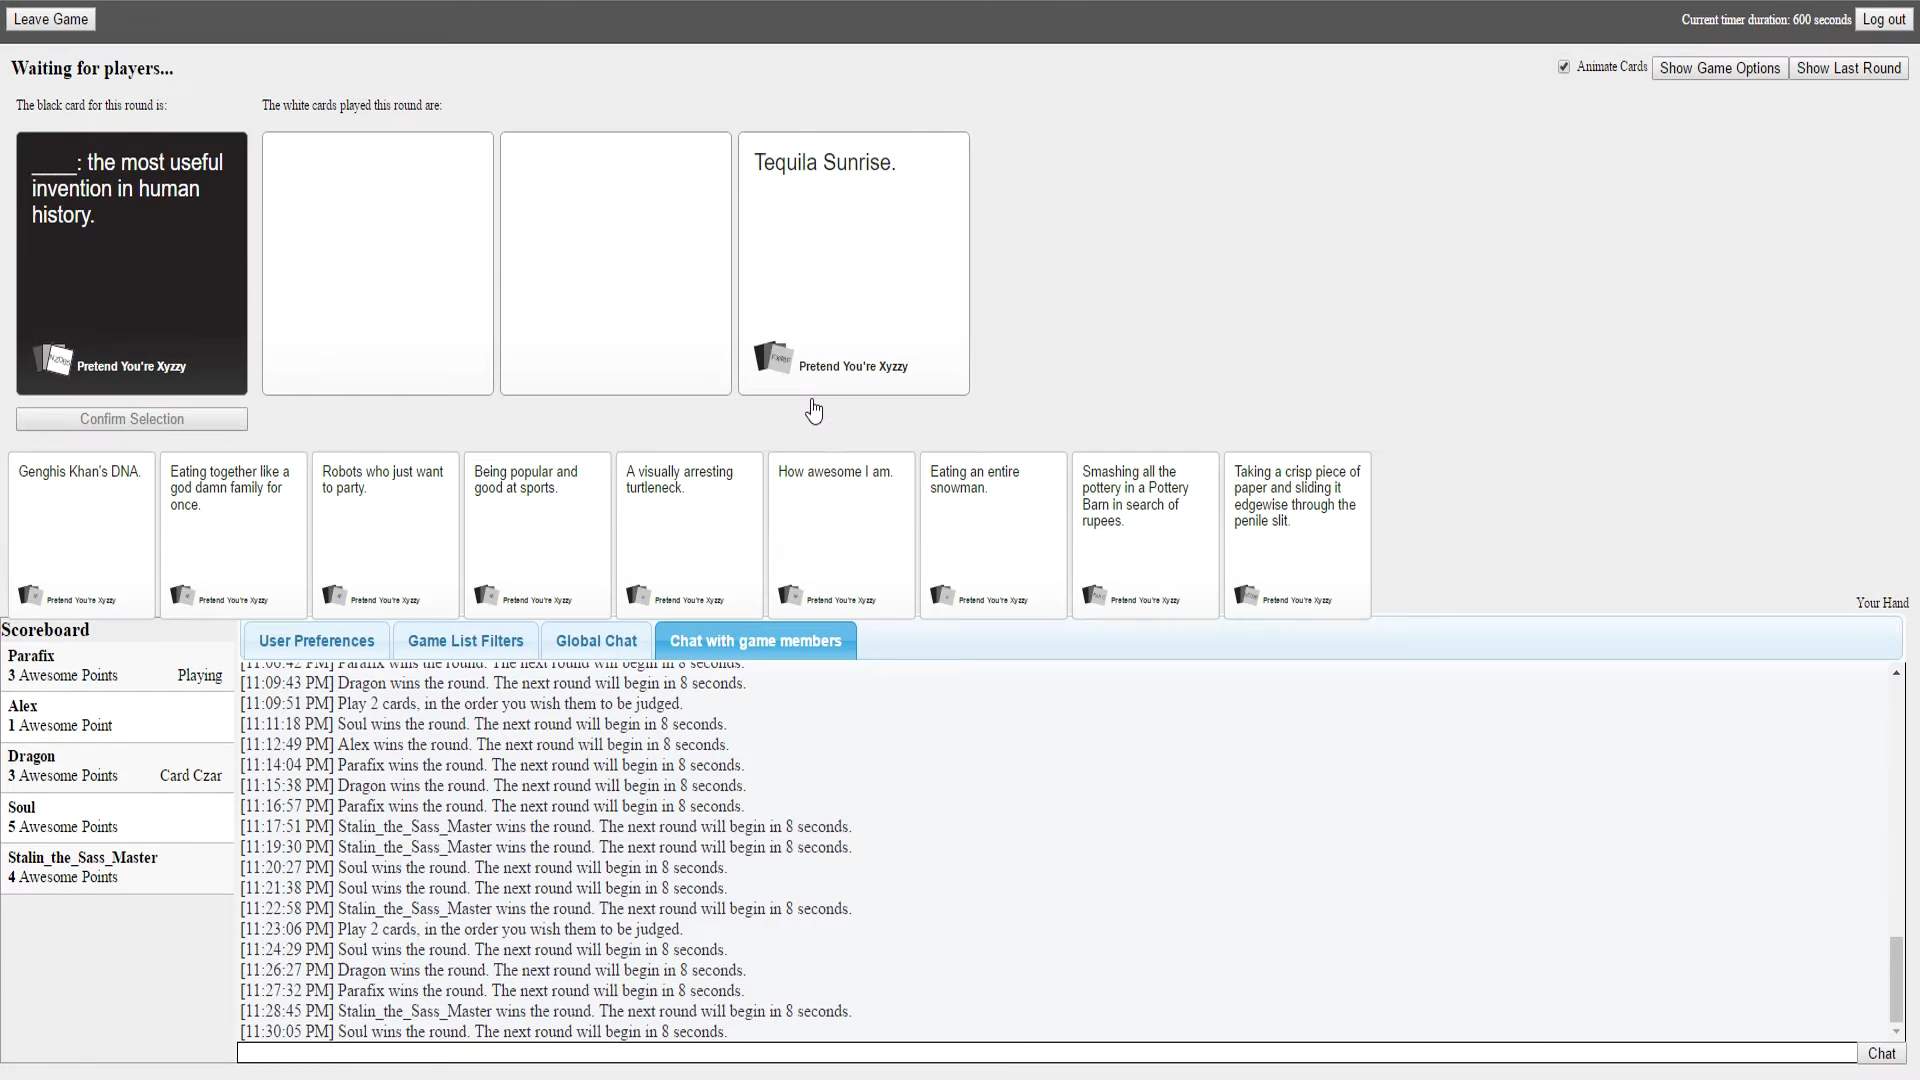 Leave Game
Current timer duration: 600 seconds
Log out
Waiting for players...
Animate Cards
Show Game Options
Show Last Round
The black card for this round is:
The white cards played this round are:
____: the most useful
invention in human
history.
Pretend You're Xyzzy
Tequila Sunrise.
Pretend You're Xyzzy
Confirm Selection
Genghis Khan's DNA.
Pretend You're Xyzzy
Eating together like a
god damn family for
once.
Pretend You're Xyzzy
Robots who just want
to party.
Pretend You're Xyzzy
Being popular and
good at sports.
Pretend You're Xyzzy
A visually arresting
turtleneck.
Pretend You're Xyzzy
How awesome I am.
Pretend You're Xyzzy
Eating an entire
snowman.
Pretend You're Xyzzy
Smashing all the
pottery in a Pottery
Barn in search of
rupees.
Pretend You're Xyzzy
Taking a crisp piece of
paper and sliding it
edgewise through the
penile slit.
Pretend You're Xyzzy
Your Hand
Scoreboard
Parafix
3 Awesome Points
Playing
Alex
1 Awesome Point
Dragon
3 Awesome Points
Card Czar
Soul
5 Awesome Points
Stalin_the_Sass_Master
4 Awesome Points
User Preferences
Game List Filters
Global Chat
Chat with game members
Parafix wins the round. The next round will begin in 8 seconds.
[11:09:43 PM] Dragon wins the round. The next round will begin in 8 seconds.
[11:09:51 PM] Play 2 cards, in the order you wish them to be judged.
[11:11:18 PM] Soul wins the round. The next round will begin in 8 seconds.
[11:12:49 PM] Alex wins the round. The next round will begin in 8 seconds.
[11:14:04 PM] Parafix wins the round. The next round will begin in 8 seconds.
[11:15:38 PM] Dragon wins the round. The next round will begin in 8 seconds.
[11:16:57 PM] Parafix wins the round. The next round will begin in 8 seconds.
[11:17:51 PM] Stalin_the_Sass_Master wins the round. The next round will begin in 8 seconds.
[11:19:30 PM] Stalin_the_Sass_Master wins the round. The next round will begin in 8 seconds.
[11:20:27 PM] Soul wins the round. The next round will begin in 8 seconds.
[11:21:38 PM] Soul wins the round. The next round will begin in 8 seconds.
[11:22:58 PM] Stalin_the_Sass_Master wins the round. The next round will begin in 8 seconds.
[11:23:06 PM] Play 2 cards, in the order you wish them to be judged.
[11:24:29 PM] Soul wins the round. The next round will begin in 8 seconds.
[11:26:27 PM] Dragon wins the round. The next round will begin in 8 seconds.
[11:27:32 PM] Parafix wins the round. The next round will begin in 8 seconds.
[11:28:45 PM] Stalin_the_Sass_Master wins the round. The next round will begin in 8 seconds.
[11:30:05 PM] Soul wins the round. The next round will begin in 8 seconds.
Chat